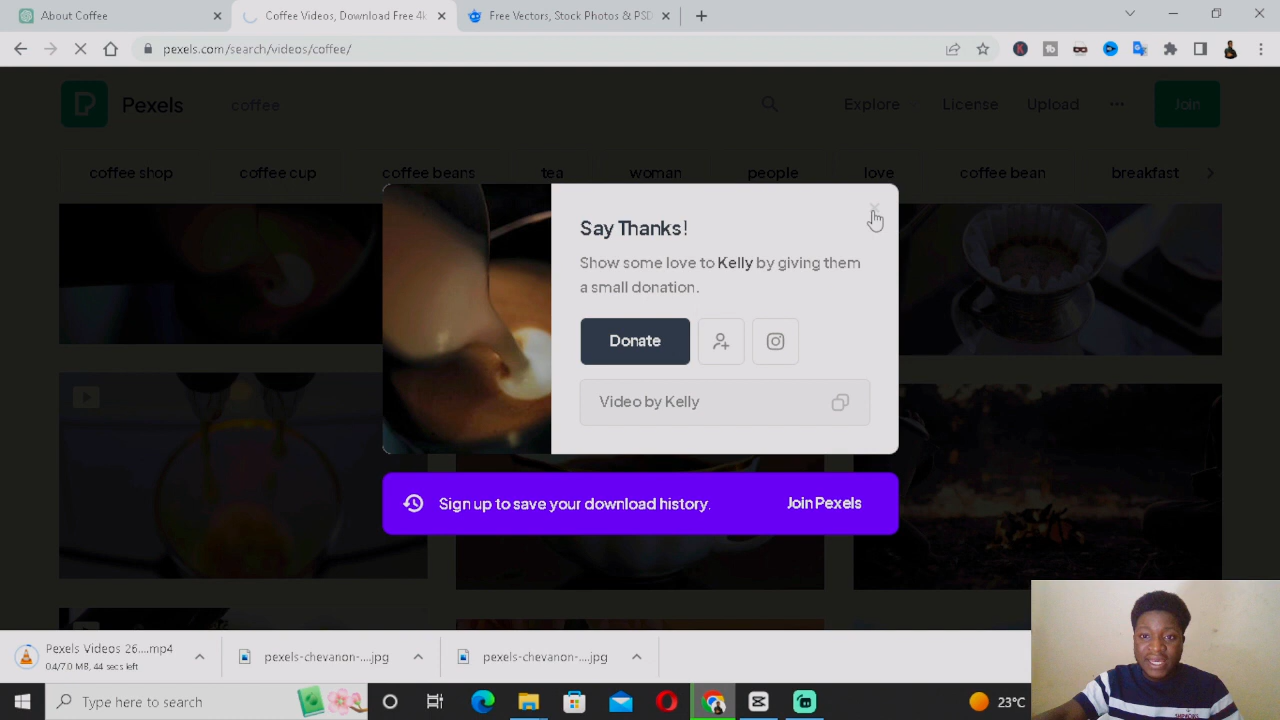 About Coffee
Coffee Videos, Download Free 4k
Free Vectors, Stock Photos & PSD
pexels.com/search/videos/coffee/
Pexels
coffee
Explore
License
Upload
Join
coffee shop
coffee cup
coffee beans
tea
woman
people
love
coffee bean
breakfast
Say Thanks!
Show some love to Kelly by giving them
a small donation.
Donate
Video by Kelly
Sign up to save your download history.
Join Pexels
Pexels Videos 26....mp4
0.4/7.0 MB, 44 secs left
pexels-chevanon-....jpg
pexels-chevanon-....jpg
Type here to search
23°C